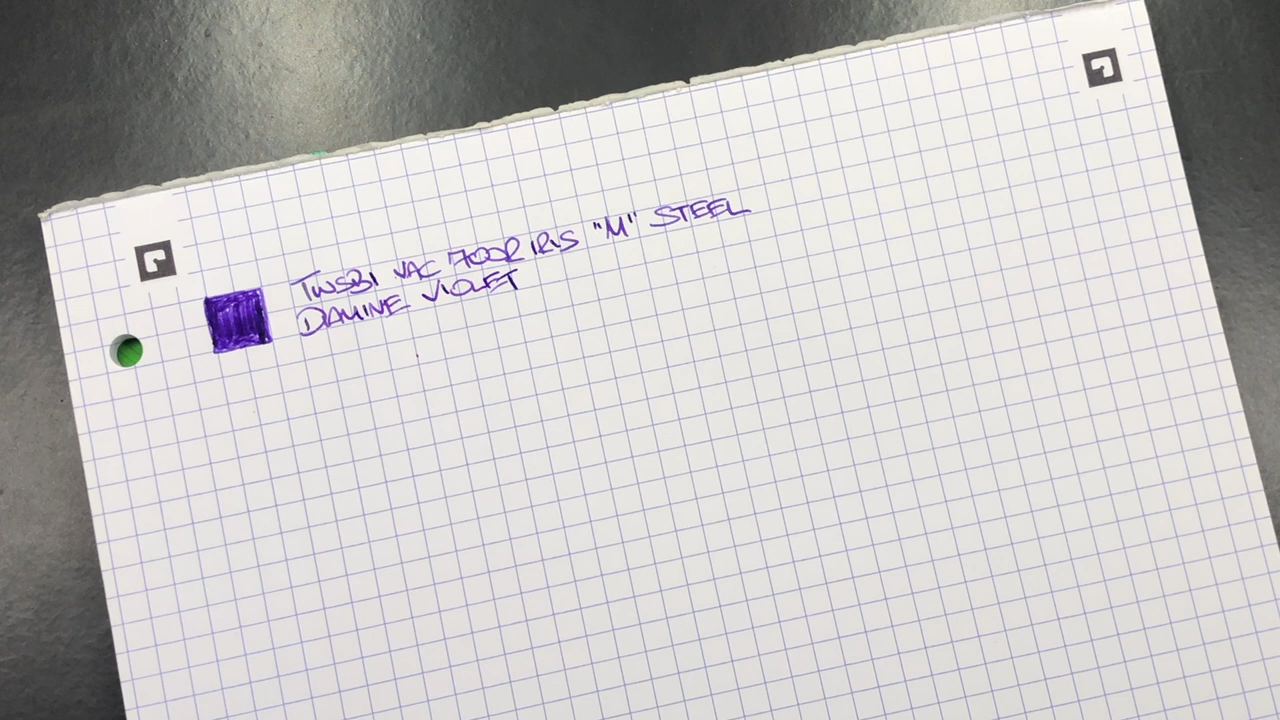 TWSBI VAC 700R IRIS "M" STEEL
DIAMINE VIOLET